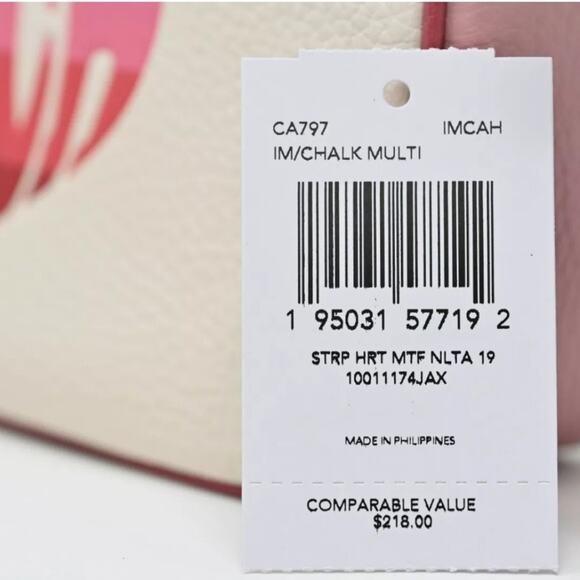 CA797 IMCAH
IM/CHALK MULTI
1 95031 57719 2
STRP HRT MTF NLTA 19
10011174JAX
MADE IN PHILIPPINES
COMPARABLE VALUE
$218.00